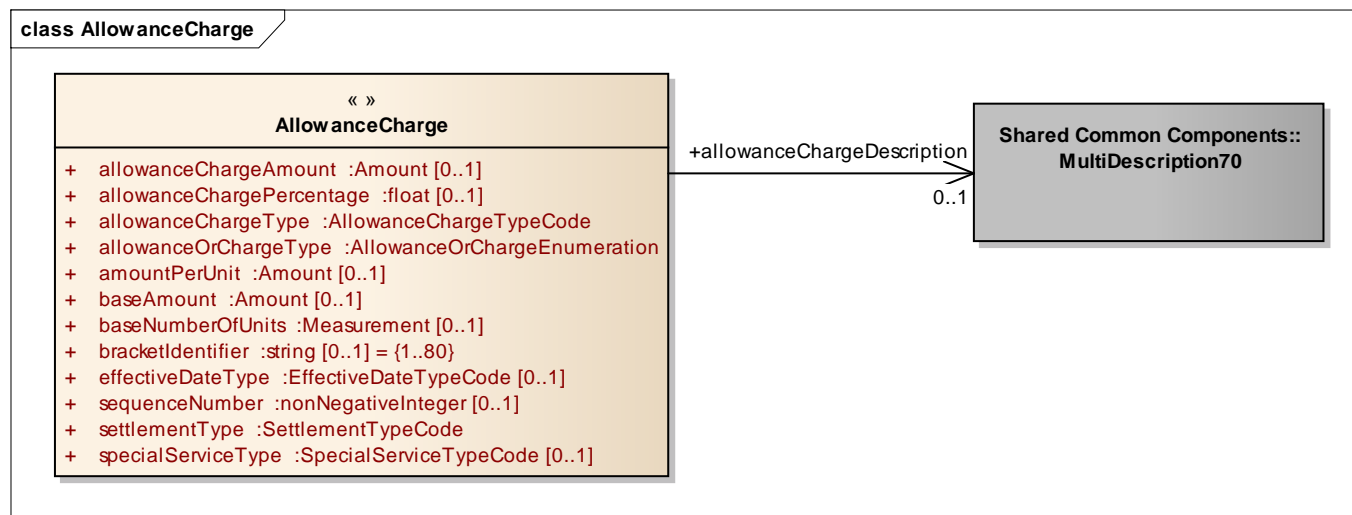 class AllowanceCharge
« »
AllowanceCharge
+ allowanceChargeAmount :Amount [0..1]
+ allowanceChargePercentage :float [0..1]
+ allowanceChargeType :AllowanceChargeTypeCode
+ allowanceOrChargeType :AllowanceOrChargeEnumeration
+ amountPerUnit :Amount [0..1]
+ baseAmount :Amount [0..1]
+ baseNumberOfUnits :Measurement [0..1]
+ bracketIdentifier :string [0..1] = {1..80}
+ effectiveDateType :EffectiveDateTypeCode [0..1]
+ sequenceNumber :nonNegativeInteger [0..1]
+ settlementType :SettlementTypeCode
+ specialServiceType :SpecialServiceTypeCode [0..1]
+allowanceChargeDescription
0..1
Shared Common Components::
MultiDescription70